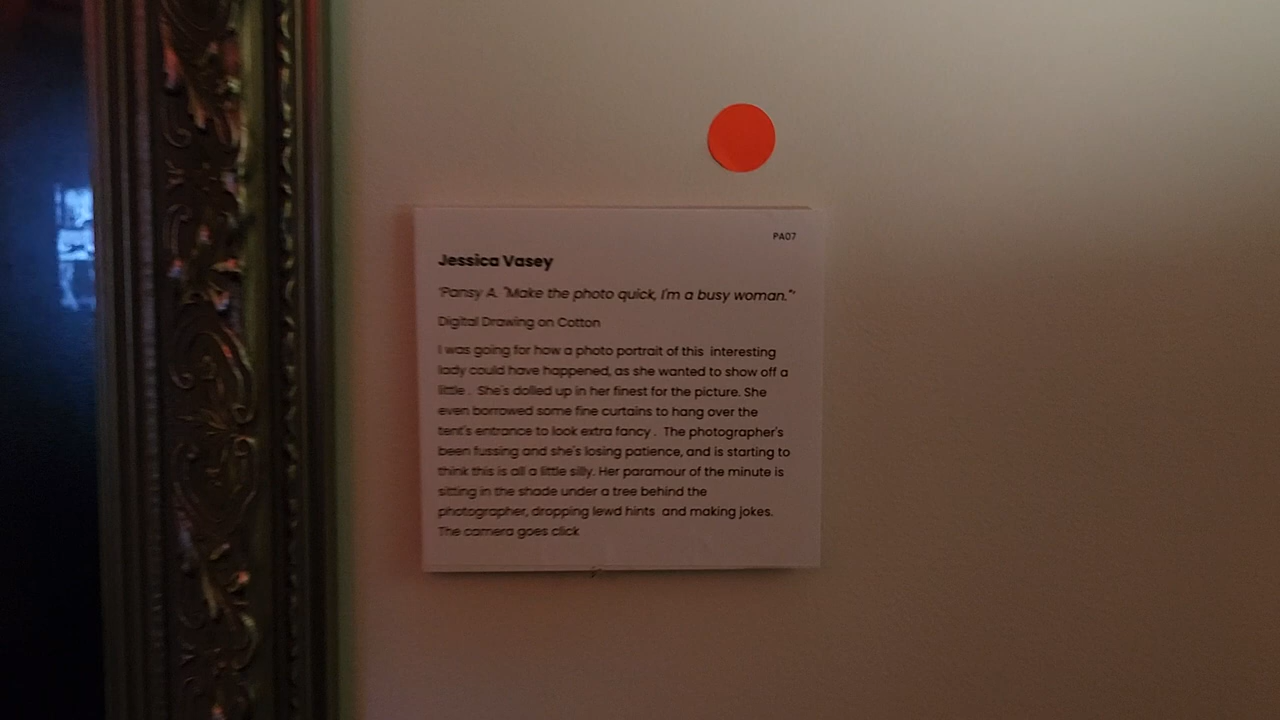 PA07
Jessica Vasey
'Pansy A. "Make the photo quick, I'm a busy woman."'
Digital Drawing on Cotton
I was going for how a photo portrait of this interesting
lady could have happened, as she wanted to show off a
little . She's dolled up in her finest for the picture. She
even borrowed some fine curtains to hang over the
tent's entrance to look extra fancy . The photographer's
been fussing and she's losing patience, and is starting to
think this is all a little silly. Her paramour of the minute is
sitting in the shade under a tree behind the
photographer, dropping lewd hints and making jokes.
The camera goes click